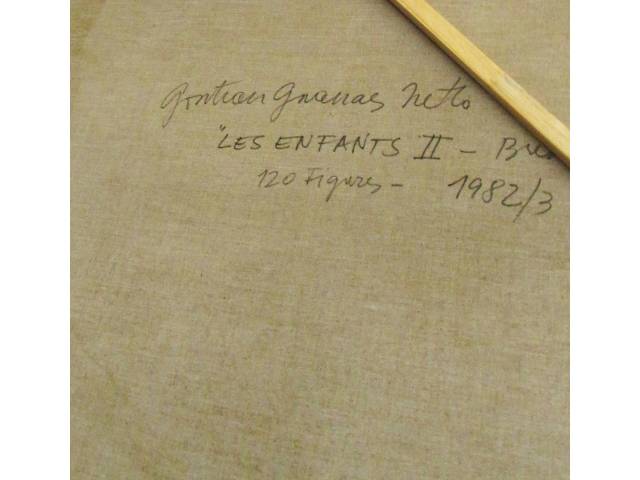 Gontran Guanaes Netto
"LES ENFANTS II –
120 Figures – 1982/3